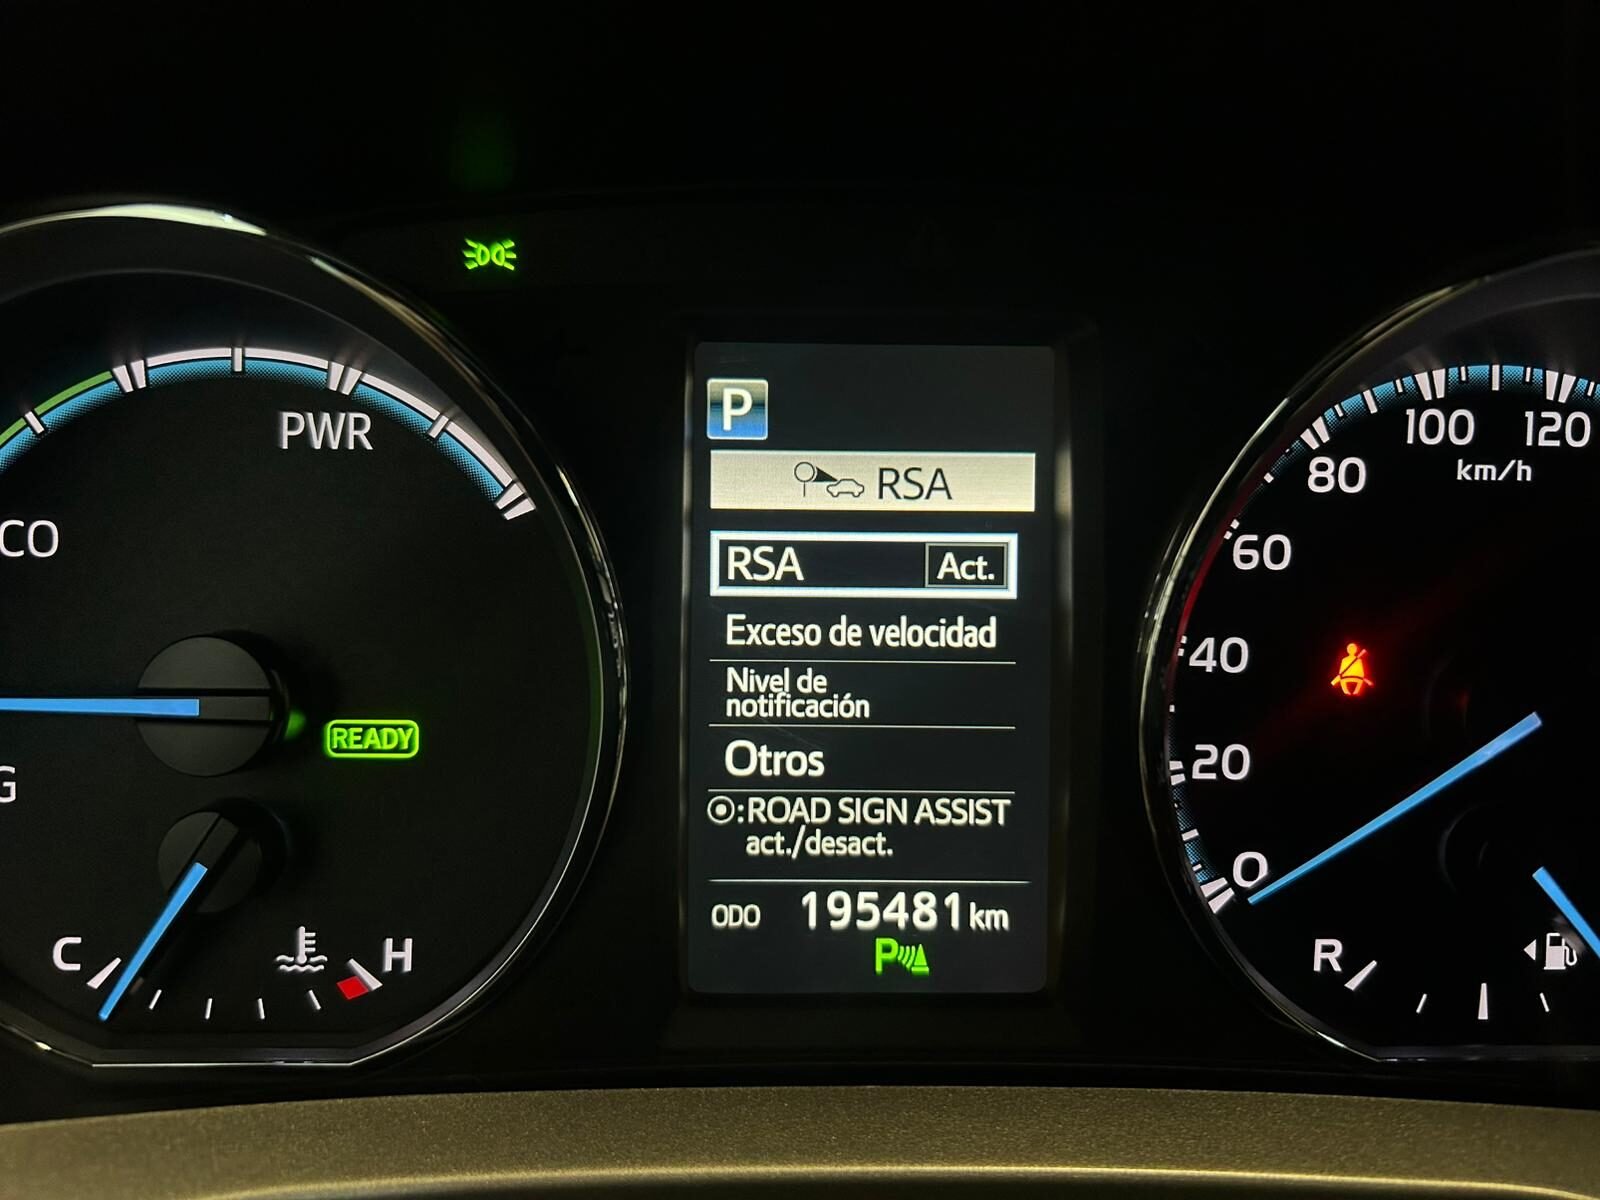 PWR
CO
G
READY
C
H
P
RSA
RSA Act.
Exceso de velocidad
Nivel de
notificación
Otros
:ROAD SIGN ASSIST
act./desact.
ODO 195481 km
P
120
100
km/h
80
60
40
20
0
R